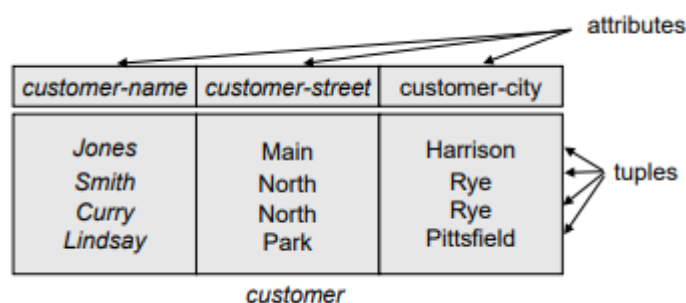 attributes
customer-name customer-street customer-city
Jones Main Harrison
Smith North Rye
Curry North Rye
Lindsay Park Pittsfield
tuples
customer